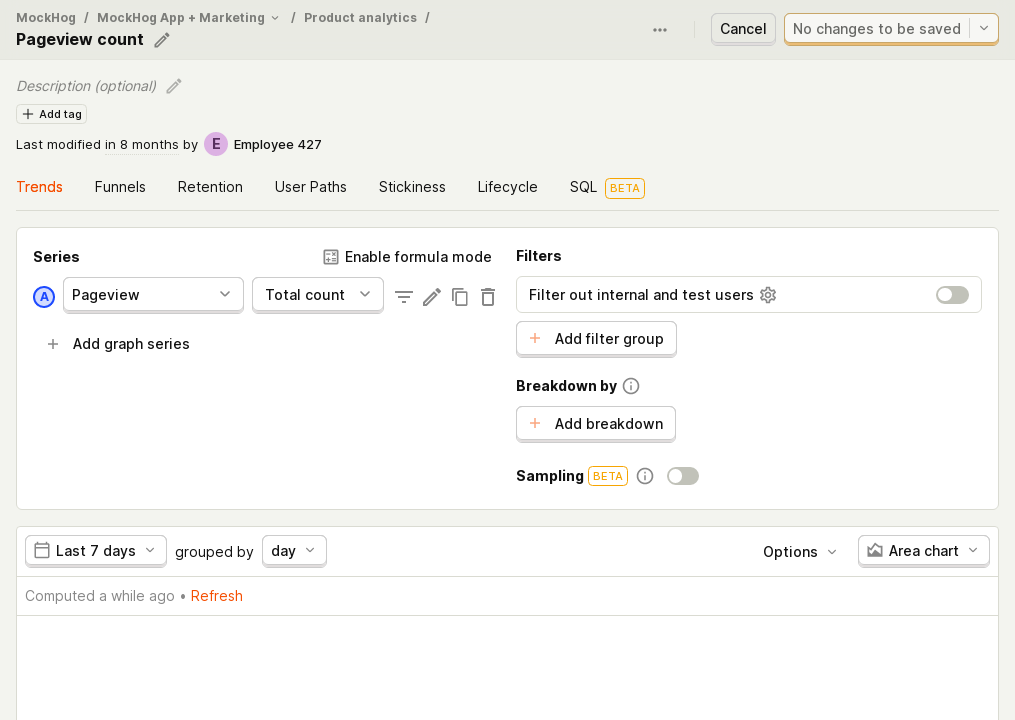 MockHog / MockHog App + Marketing / Product analytics /
Pageview count
Cancel
No changes to be saved
Description (optional)
Add tag
Last modified in 8 months by E Employee 427
Trends Funnels Retention User Paths Stickiness Lifecycle SQL BETA
Series
Enable formula mode
A Pageview Total count
Add graph series
Filters
Filter out internal and test users
Add filter group
Breakdown by
Add breakdown
Sampling BETA
Last 7 days grouped by day Options Area chart
Computed a while ago • Refresh